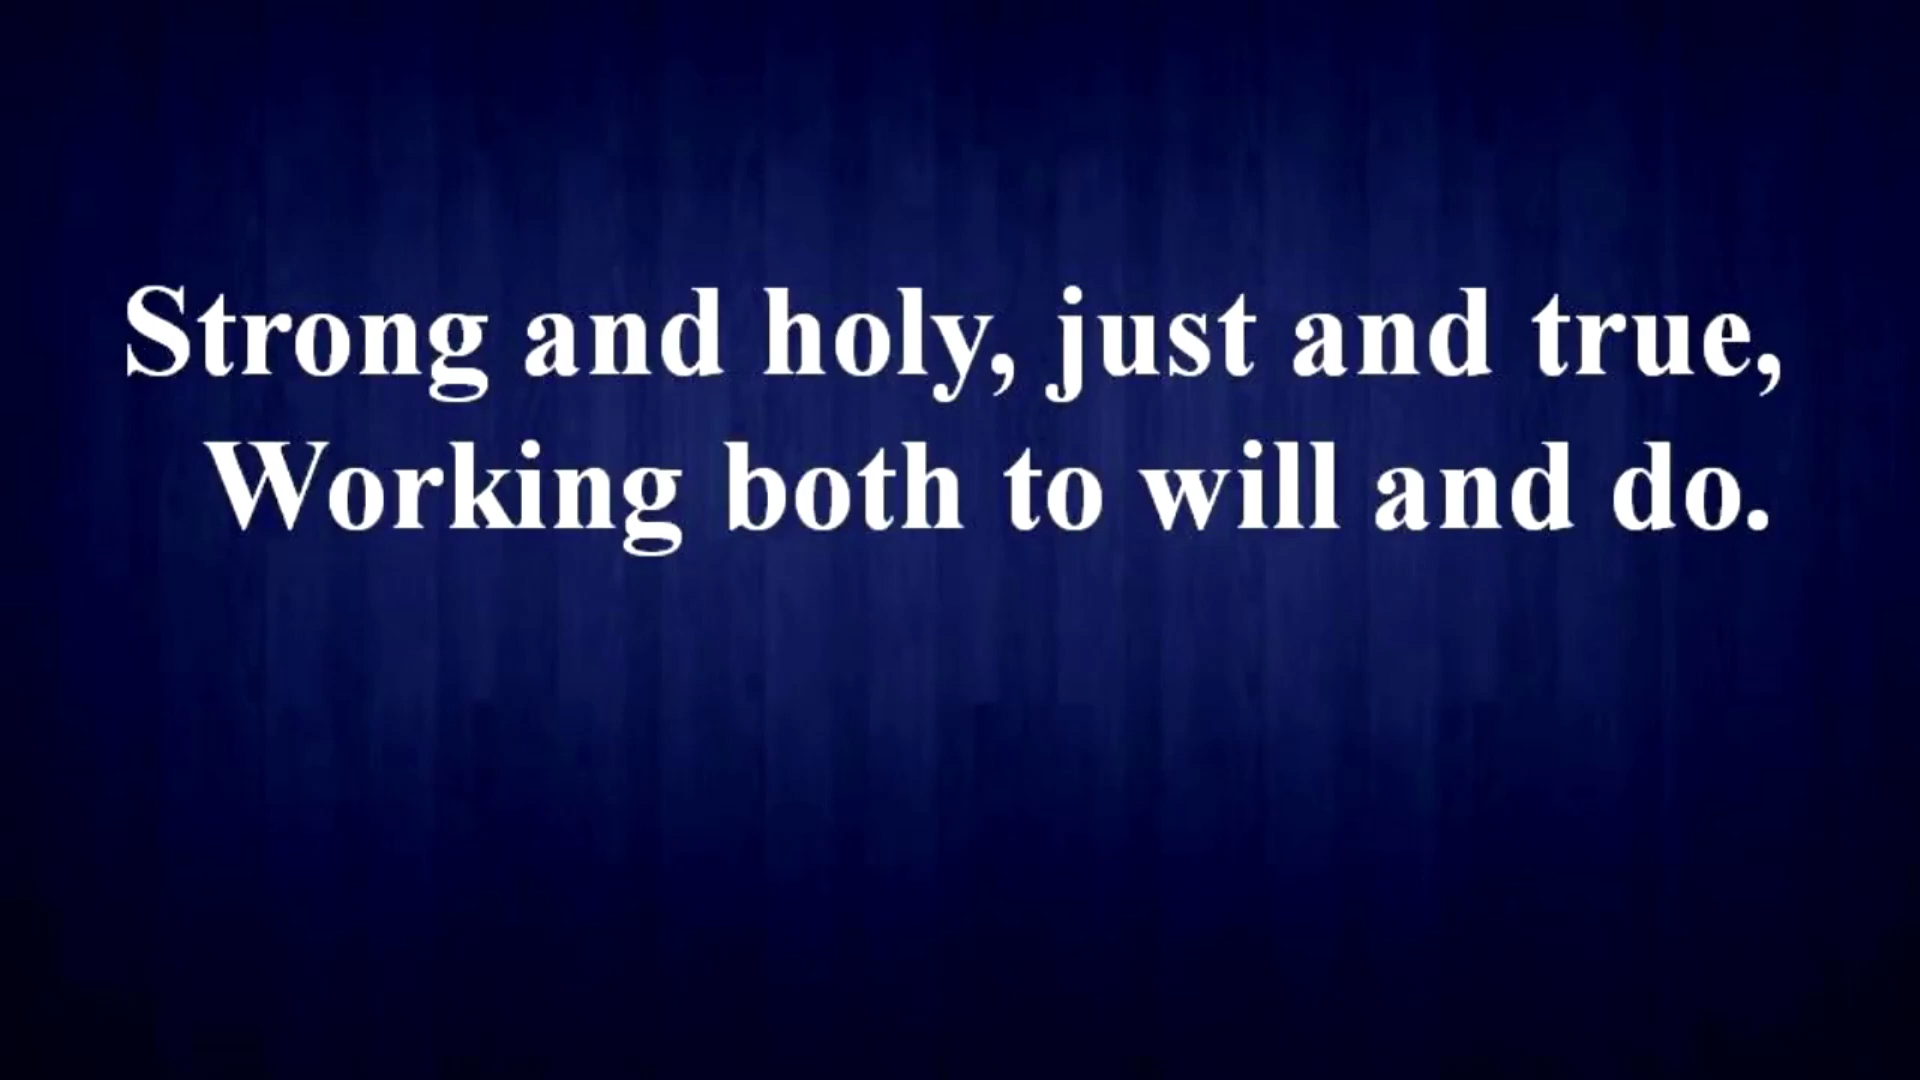 Strong and holy, just and true,
Working both to will and do.